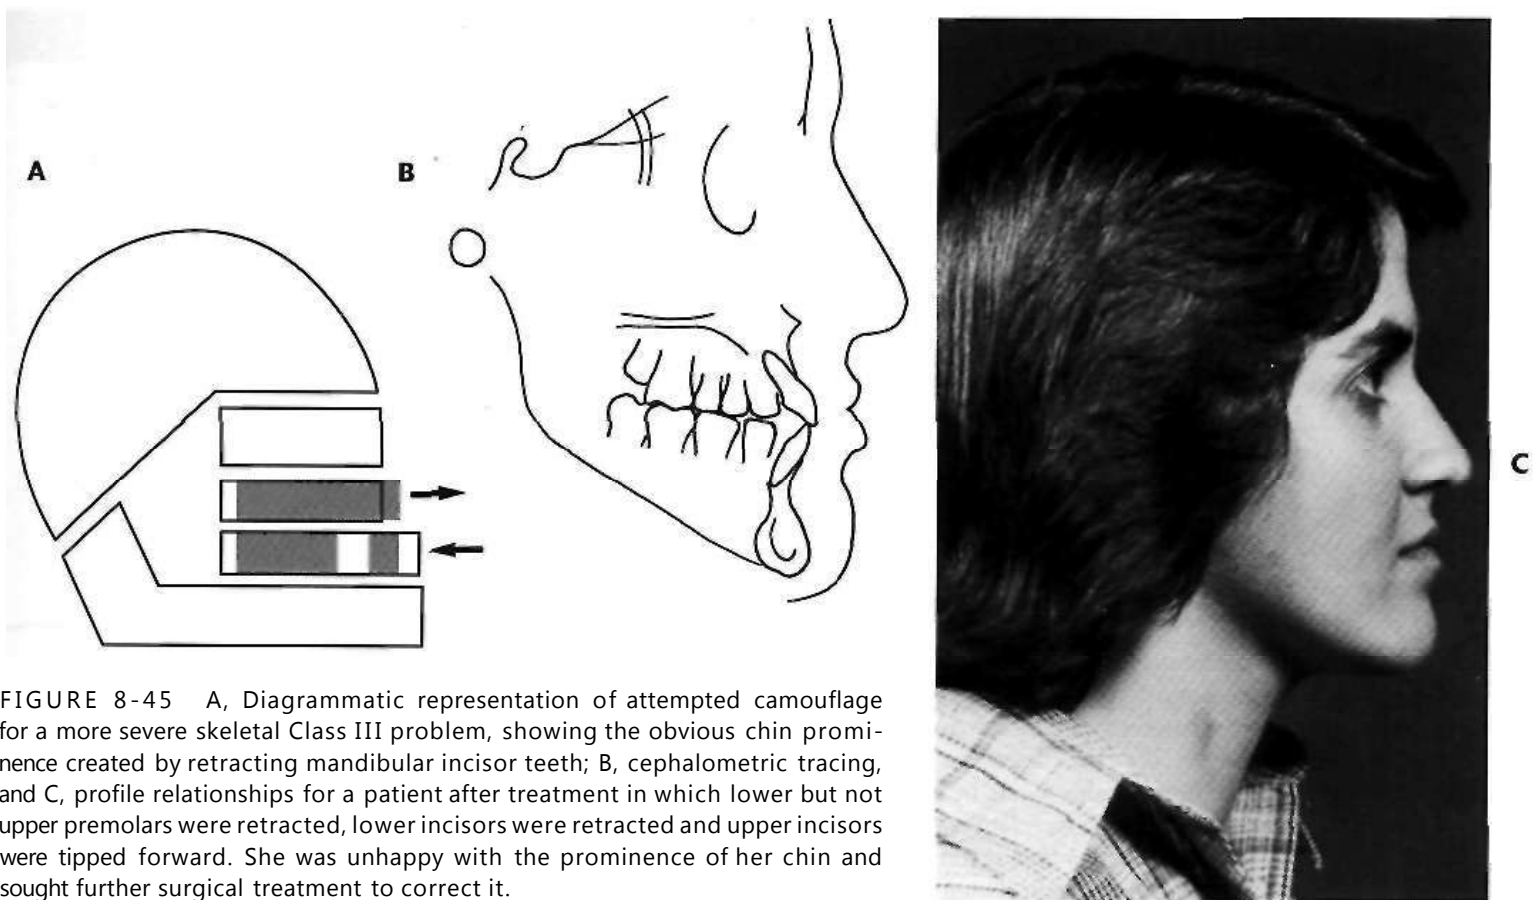 A
B
C
FIGURE 8-45 A, Diagrammatic representation of attempted camouflage
for a more severe skeletal Class III problem, showing the obvious chin promi-
nence created by retracting mandibular incisor teeth; B, cephalometric tracing,
and C, profile relationships for a patient after treatment in which lower but not
upper premolars were retracted, lower incisors were retracted and upper incisors
were tipped forward. She was unhappy with the prominence of her chin and
sought further surgical treatment to correct it.